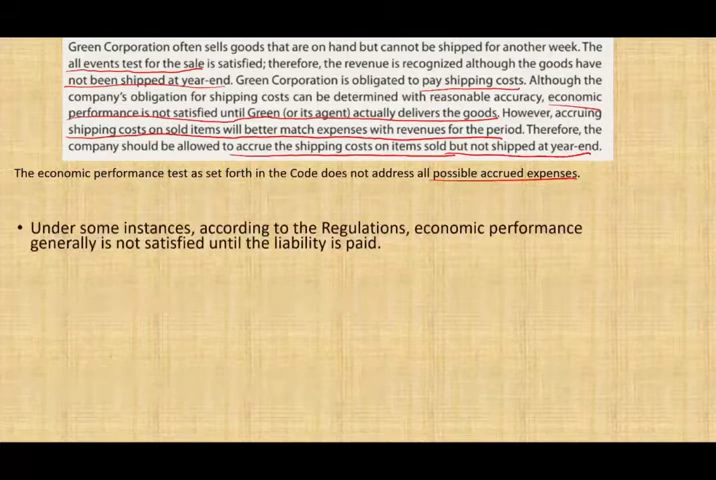 Green Corporation often sells goods that are on hand but cannot be shipped for another week. The
all events test for the sale is satisfied; therefore, the revenue is recognized although the goods have
not been shipped at year-end. Green Corporation is obligated to pay shipping costs. Although the
company's obligation for shipping costs can be determined with reasonable accuracy, economic
performance is not satisfied until Green (or its agent) actually delivers the goods. However, accruing
shipping costs on sold items will better match expenses with revenues for the period. Therefore, the
company should be allowed to accrue the shipping costs on items sold but not shipped at year-end.
The economic performance test as set forth in the Code does not address all possible accrued expenses.
• Under some instances, according to the Regulations, economic performance
generally is not satisfied until the liability is paid.